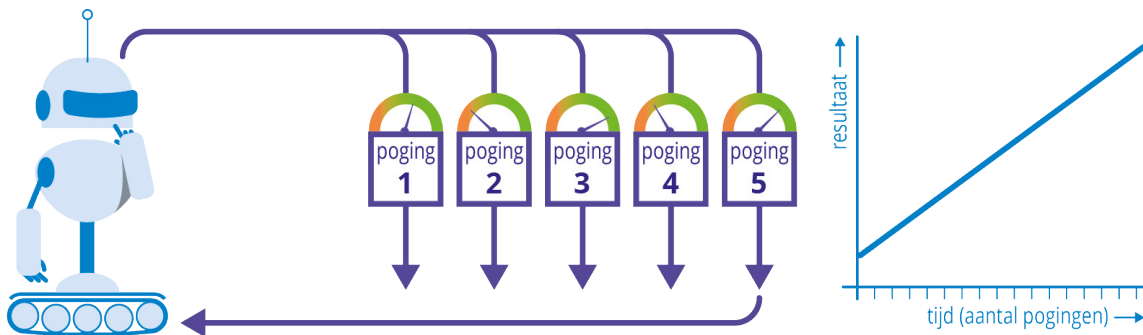 poging
1
poging
2
poging
3
poging
4
poging
5
resultaat
tijd (aantal pogingen)